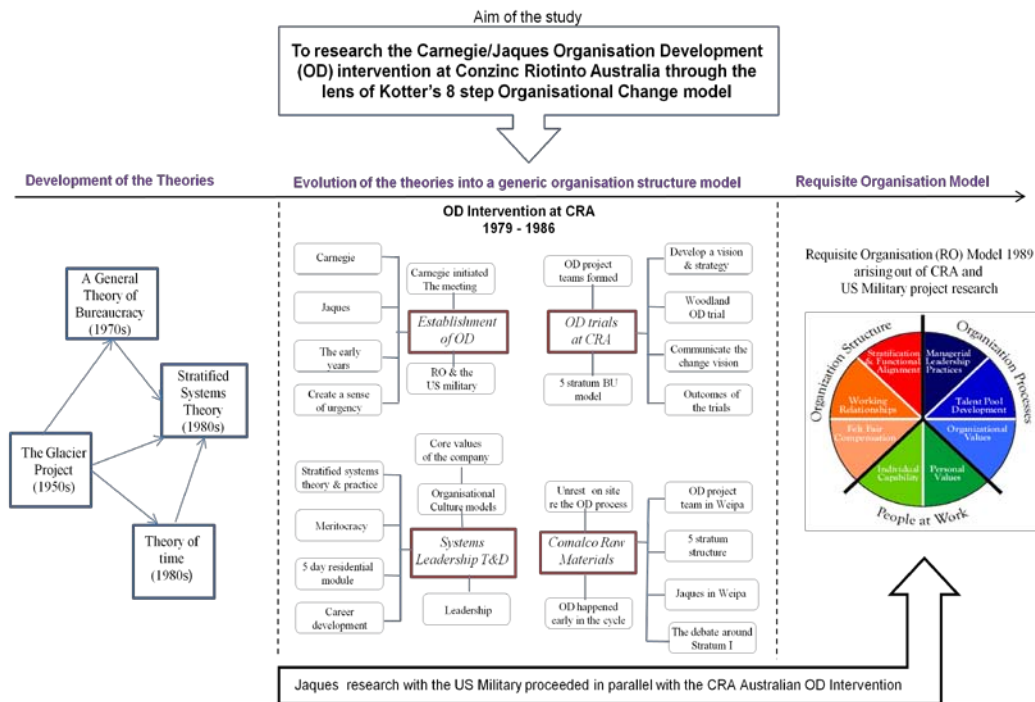 Aim of the study
To research the Carnegie/Jaques Organisation Development
(OD) intervention at Conzinc Riotinto Australia through the
lens of Kotter's 8 step Organisational Change model
Development of the Theories
Evolution of the theories into a generic organisation structure model
Requisite Organisation Model
OD Intervention at CRA
1979 - 1986
A General
Theory of
Bureaucracy
(1970s)
Stratified
Systems
Theory
(1980s)
The Glacier
Project
(1950s)
Theory of
time
(1980s)
Carnegie
Jaques
The early
years
Create a sense
of urgency
Carnegie initiated
The meeting
Establishment
of OD
RO & the
US military
OD project
teams formed
OD trials
at CRA
5 stratum BU
model
Develop a vision
& strategy
Woodland
OD trial
Communicate the
change vision
Outcomes of
the trials
Stratified systems
theory & practice
Meritocracy
5 day residential
module
Career
development
Core values
of the company
Organisational
Culture models
Systems
Leadership T&D
Leadership
Unrest on site
re the OD process
Comalco Raw
Materials
OD happened
early in the cycle
OD project
team in Weipa
5 stratum
structure
Jaques in Weipa
The debate around
Stratum I
Requisite Organisation (RO) Model 1989
arising out of CRA and
US Military project research
Organization Structure
Organization Processes
People at Work
Stratification
& Functional
Alignment
Managerial
Leadership
Practices
Working
Relationships
Talent Pool
Development
Felt Fair
Compensation
Organizational
Values
Individual
Capability
Personal
Values
Jaques research with the US Military proceeded in parallel with the CRA Australian OD Intervention